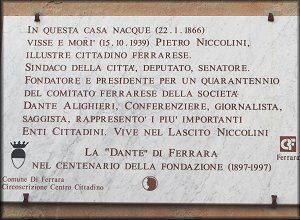 In questa casa nacque (22.1.1866)
visse e morì (15.10.1939) Pietro Niccolini,
illustre cittadino ferrarese.
Sindaco della città, deputato, senatore.
Fondatore e presidente per un quarantennio
del comitato ferrarese della società
Dante Alighieri, Conferenziere, giornalista,
saggista, rappresentò i piu' importanti
Enti Cittadini. Vive nel Lascito Niccolini
La "Dante" di Ferrara
nel centenario della fondazione (1897-1997)
Ferrara
Comune Di Ferrara
Circoscrizione Centro Cittadino